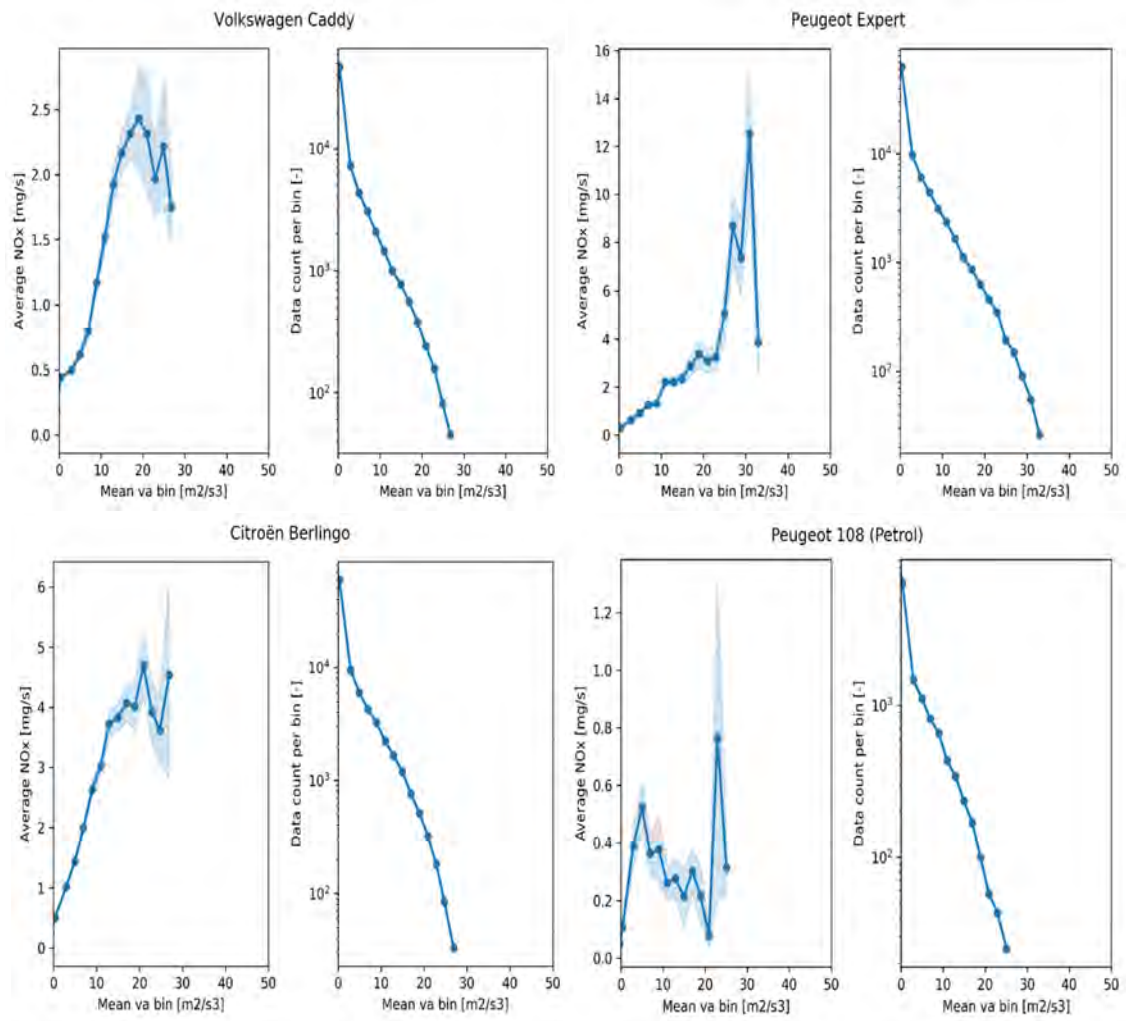 Volkswagen Caddy
Average NOx [mg/s]
2.5
2.0
1.5
1.0
0.5
0.0
0 10 20 30 40 50
Mean va bin [m2/s3]
Data count per bin [-]
10⁴
10³
10²
0 10 20 30 40 50
Mean va bin [m2/s3]
Peugeot Expert
Average NOx [mg/s]
16
14
12
10
8
6
4
2
0
0 10 20 30 40 50
Mean va bin [m2/s3]
Data count per bin [-]
10⁴
10³
10²
0 10 20 30 40 50
Mean va bin [m2/s3]
Citroën Berlingo
Average NOx [mg/s]
6
5
4
3
2
1
0
0 10 20 30 40 50
Mean va bin [m2/s3]
Data count per bin [-]
10⁴
10³
10²
0 10 20 30 40 50
Mean va bin [m2/s3]
Peugeot 108 (Petrol)
Average NOx [mg/s]
1.2
1.0
0.8
0.6
0.4
0.2
0.0
0 10 20 30 40 50
Mean va bin [m2/s3]
Data count per bin [-]
10³
10²
0 10 20 30 40 50
Mean va bin [m2/s3]